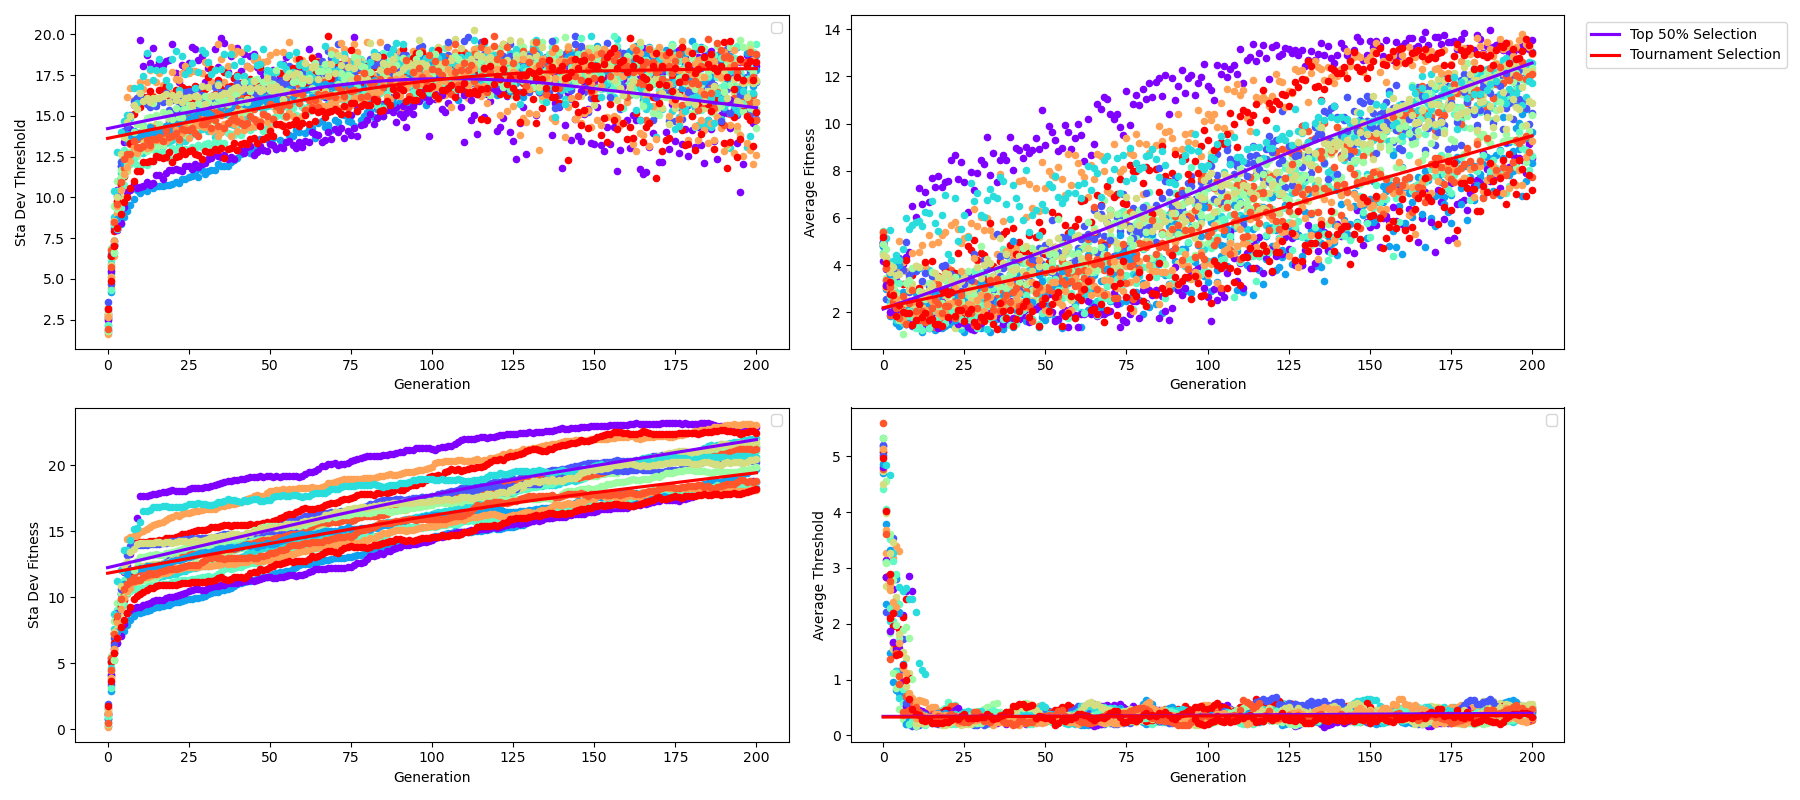 20.0
17.5
15.0
12.5
10.0
7.5
5.0
2.5
Sta Dev Threshold
0 25 50 75 100 125 150 175 200
Generation
14
12
10
8
6
4
2
Average Fitness
0 25 50 75 100 125 150 175 200
Generation
Top 50% Selection
Tournament Selection
20
15
10
5
0
Sta Dev Fitness
0 25 50 75 100 125 150 175 200
Generation
5
4
3
2
1
0
Average Threshold
0 25 50 75 100 125 150 175 200
Generation